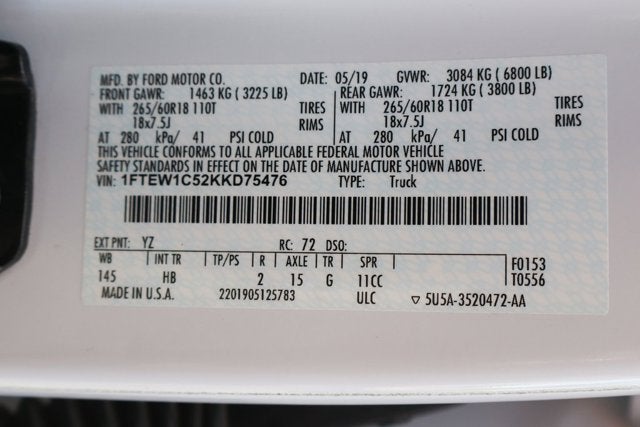 MFD. BY FORD MOTOR CO. DATE: 05/19 GVWR: 3084 KG ( 6800 LB)
FRONT GAWR: 1463 KG ( 3225 LB) REAR GAWR: 1724 KG ( 3800 LB)
WITH 265/60R18 110T TIRES WITH 265/60R18 110T TIRES
18x7.5J RIMS 18x7.5J RIMS
AT 280 kPa/ 41 PSI COLD AT 280 kPa/ 41 PSI COLD
THIS VEHICLE CONFORMS TO ALL APPLICABLE FEDERAL MOTOR VEHICLE
SAFETY STANDARDS IN EFFECT ON THE DATE OF MANUFACTURE SHOWN ABOVE.
VIN: 1FTEW1C52KKD75476 TYPE: Truck
EXT PNT: YZ RC: 72 DSO:
WB INT TR TP/PS R AXLE TR SPR F0153
145 HB 2 15 G 11CC T0556
MADE IN U.S.A. 2201905125783 ULC ▽ 5U5A-3520472-AA